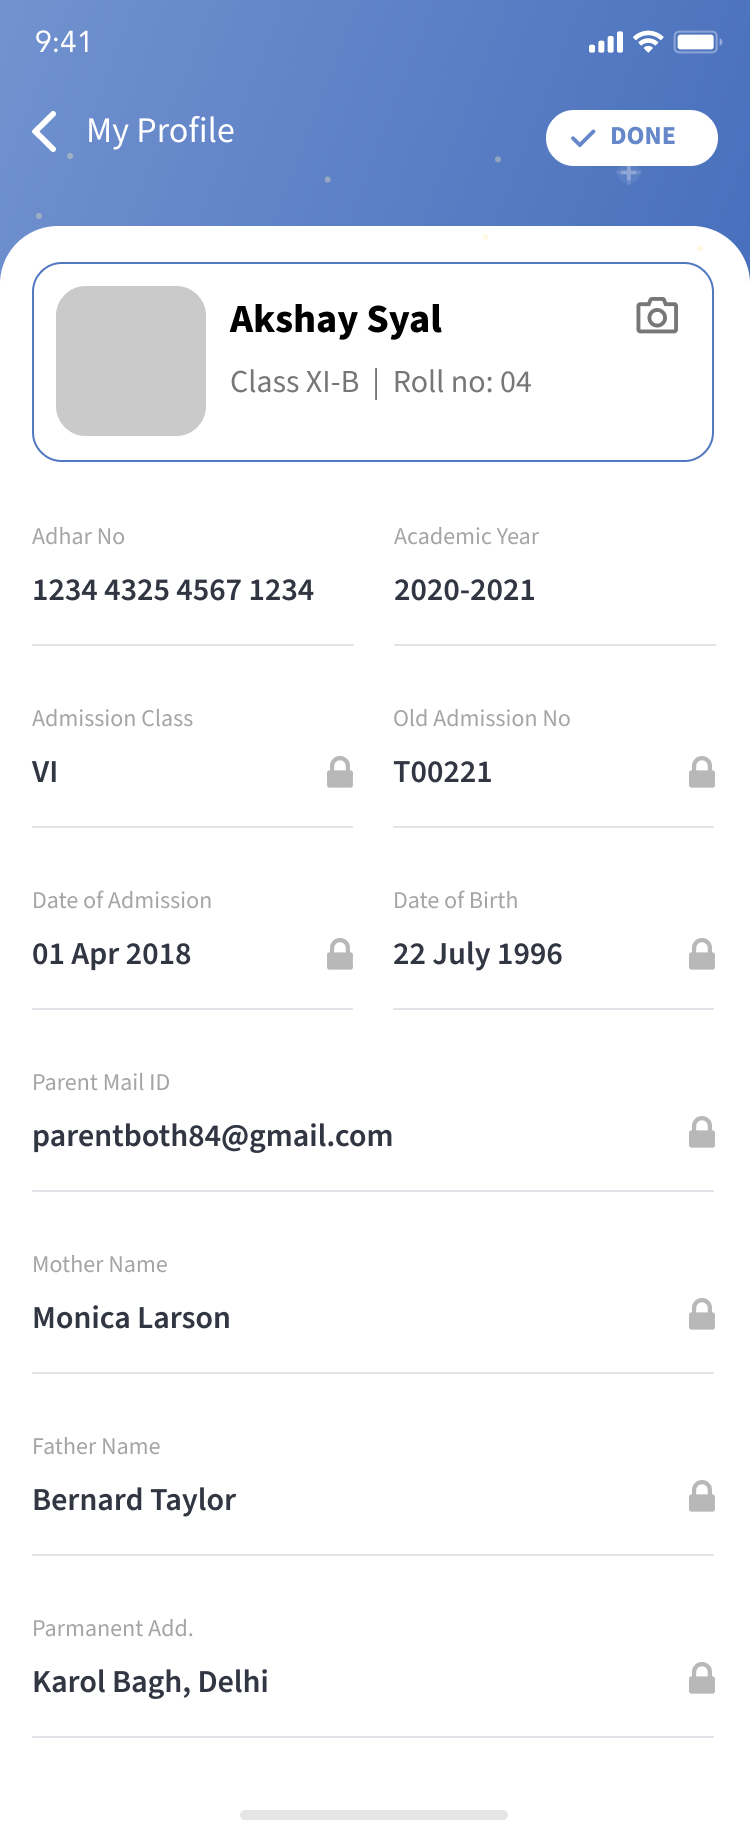 9:41
My Profile
DONE
Akshay Syal
Class XI-B | Roll no: 04
Adhar No
Academic Year
1234 4325 4567 1234
2020-2021
Admission Class
Old Admission No
VI
T00221
Date of Admission
Date of Birth
01 Apr 2018
22 July 1996
Parent Mail ID
parentboth84@gmail.com
Mother Name
Monica Larson
Father Name
Bernard Taylor
Parmanent Add.
Karol Bagh, Delhi